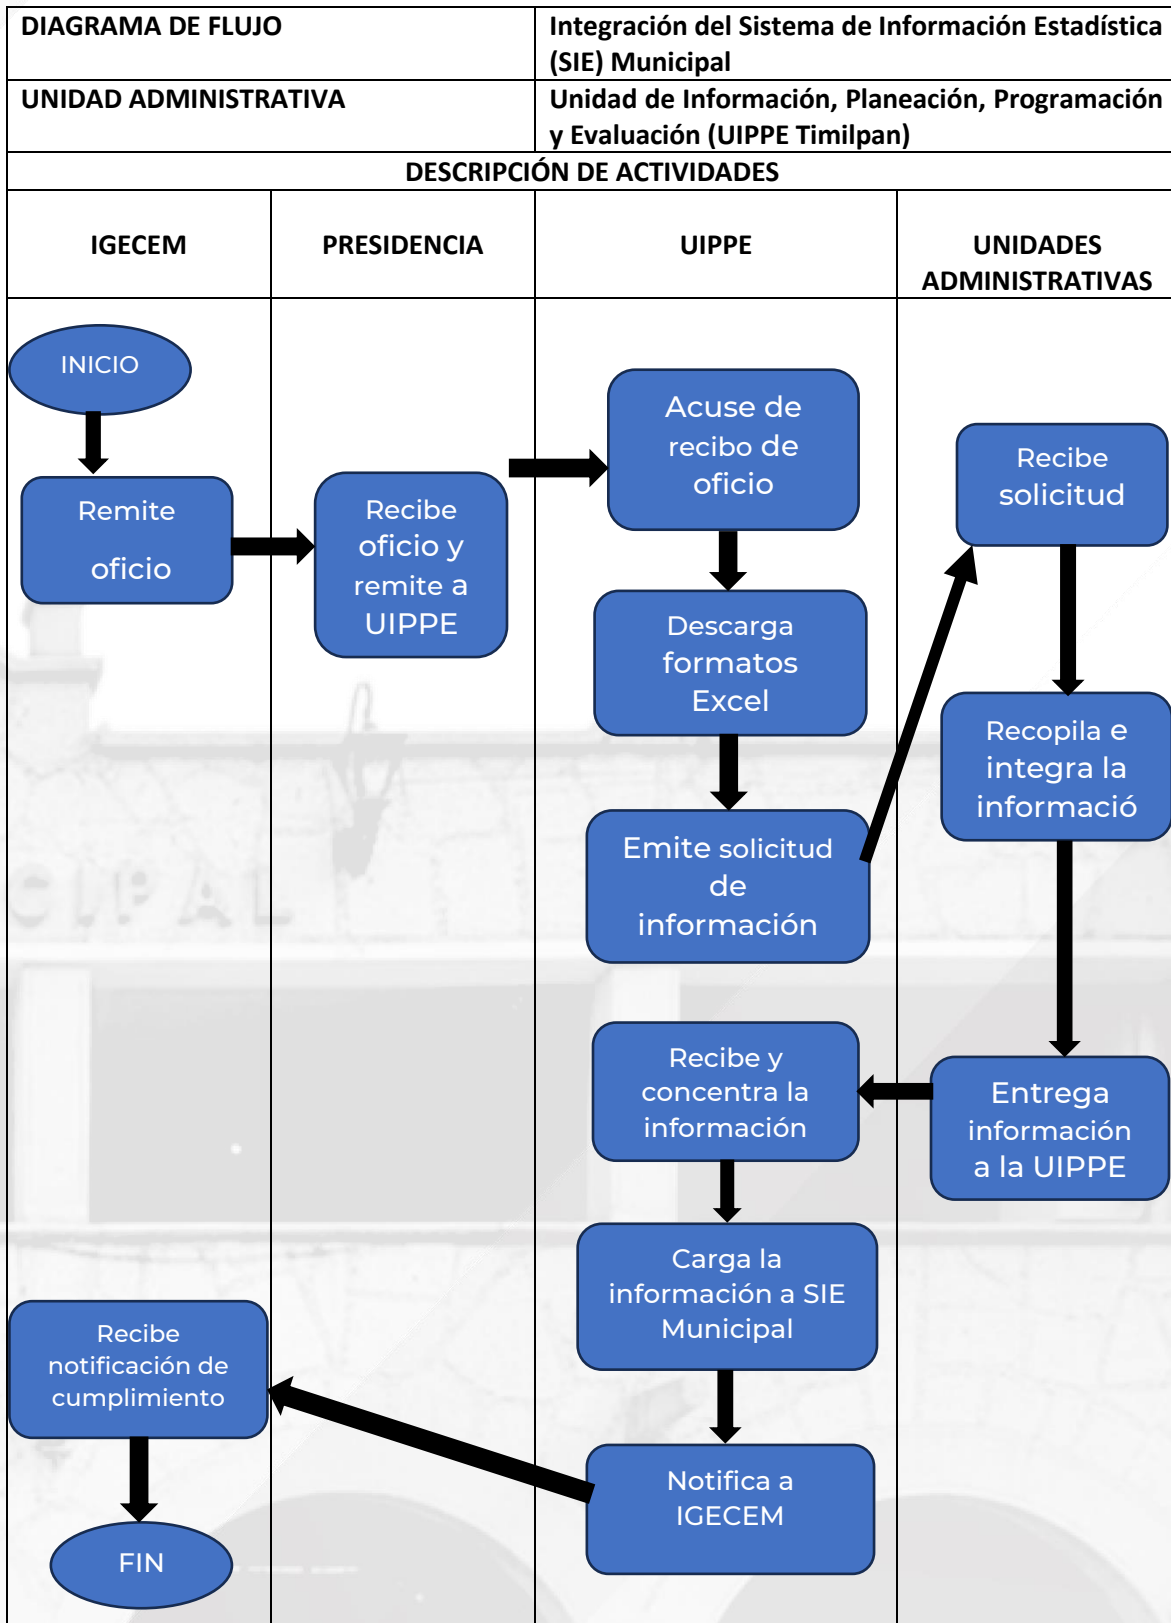 DIAGRAMA DE FLUJO
Integración del Sistema de Información Estadística
(SIE) Municipal
UNIDAD ADMINISTRATIVA
Unidad de Información, Planeación, Programación
y Evaluación (UIPPE Timilpan)
DESCRIPCIÓN DE ACTIVIDADES
IGECEM
PRESIDENCIA
UIPPE
UNIDADES
ADMINISTRATIVAS
INICIO
Remite
oficio
Recibe
oficio y
remite a
UIPPE
Acuse de
recibo de
oficio
Descarga
formatos
Excel
Emite solicitud
de
información
Recibe
solicitud
Recopila e
integra la
informació
Entrega
información
a la UIPPE
Recibe y
concentra la
información
Carga la
información a SIE
Municipal
Notifica a
IGECEM
Recibe
notificación de
cumplimiento
FIN
CIPAL